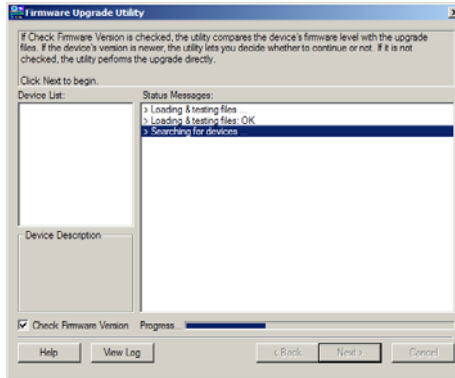 Firmware Upgrade Utility
If Check Firmware Version is checked, the utility compares the device's firmware level with the upgrade
files. If the device's version is newer, the utility lets you decide whether to continue or not. If it is not
checked, the utility performs the upgrade directly.
Click Next to begin.
Device List:
Status Messages:
> Loading & testing files ...
> Loading & testing files: OK
> Searching for devices ...
Device Description
Check Firmware Version
Progress...
Help
View Log
< Back
Next >
Cancel